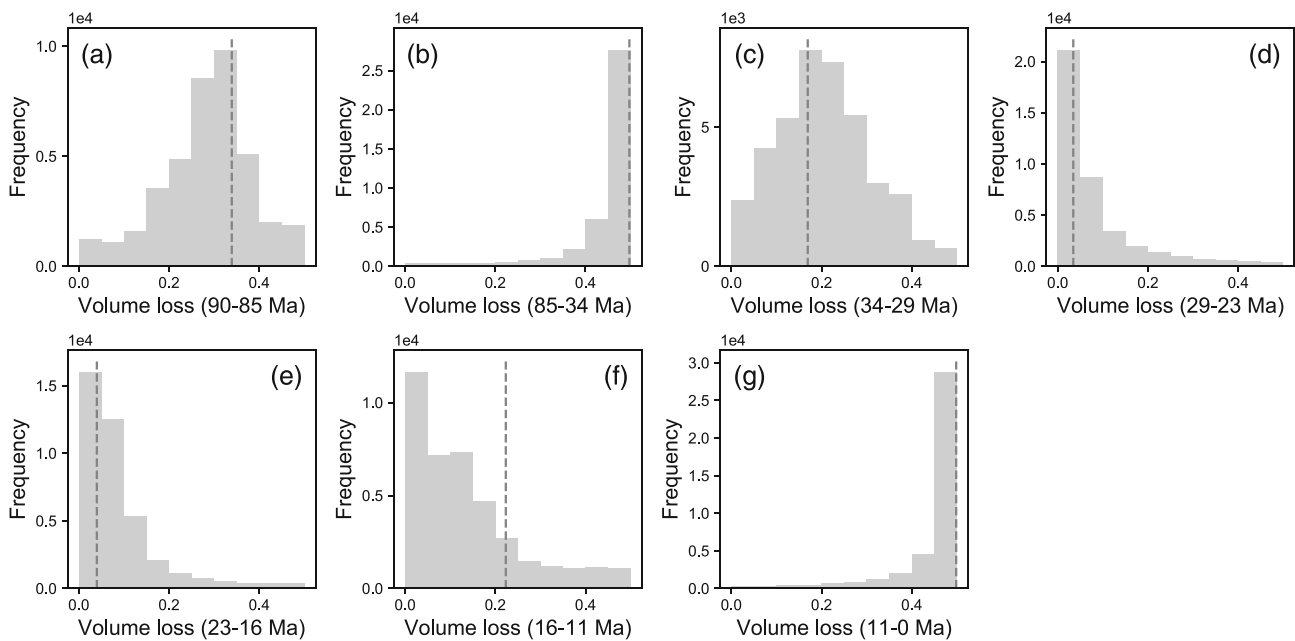 1e4
(a)
1.0
0.5
0.0
Frequency
0.0 0.2 0.4
Volume loss (90-85 Ma)
1e4
(b)
2.5
2.0
1.5
1.0
0.5
0.0
Frequency
0.0 0.2 0.4
Volume loss (85-34 Ma)
1e3
(c)
5
0
Frequency
0.0 0.2 0.4
Volume loss (34-29 Ma)
1e4
(d)
2.0
1.5
1.0
0.5
0.0
Frequency
0.0 0.2 0.4
Volume loss (29-23 Ma)
1e4
(e)
1.5
1.0
0.5
0.0
Frequency
0.0 0.2 0.4
Volume loss (23-16 Ma)
1e4
(f)
1.0
0.5
0.0
Frequency
0.0 0.2 0.4
Volume loss (16-11 Ma)
1e4
(g)
3.0
2.5
2.0
1.5
1.0
0.5
0.0
Frequency
0.0 0.2 0.4
Volume loss (11-0 Ma)